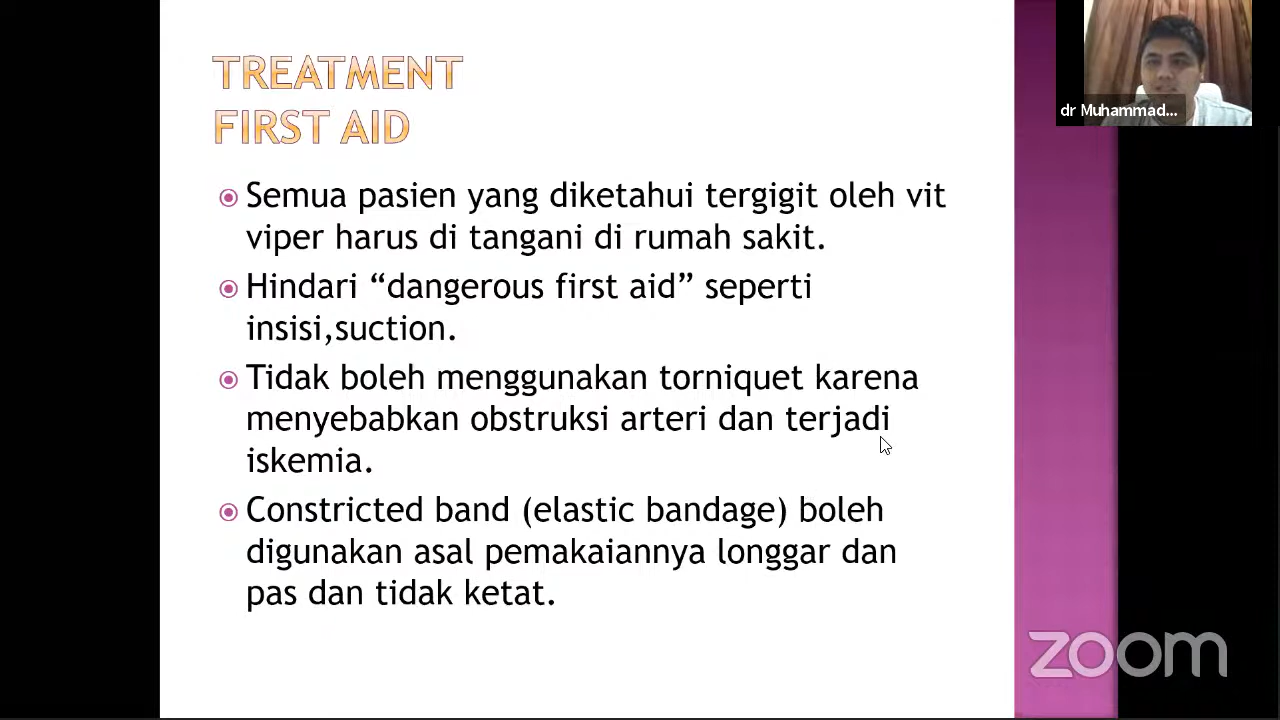 TREATMENT
FIRST AID
dr Muhammad...
Semua pasien yang diketahui tergigit oleh vit
viper harus di tangani di rumah sakit.
Hindari “dangerous first aid” seperti
insisi,suction.
Tidak boleh menggunakan torniquet karena
menyebabkan obstruksi arteri dan terjadi
iskemia.
Constricted band (elastic bandage) boleh
digunakan asal pemakaiannya longgar dan
pas dan tidak ketat.
zoom